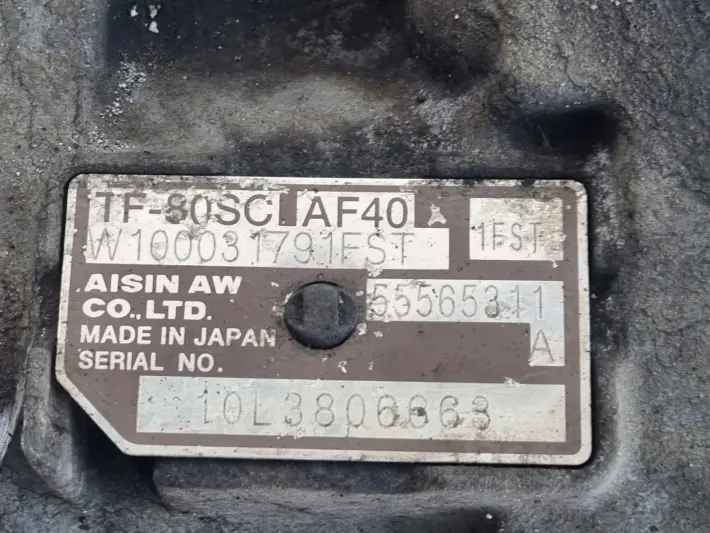 TF-80SC AF40
W100031791FST
1FST
AISIN AW
CO.,LTD.
55565311
MADE IN JAPAN
A
SERIAL NO.
10L3806663